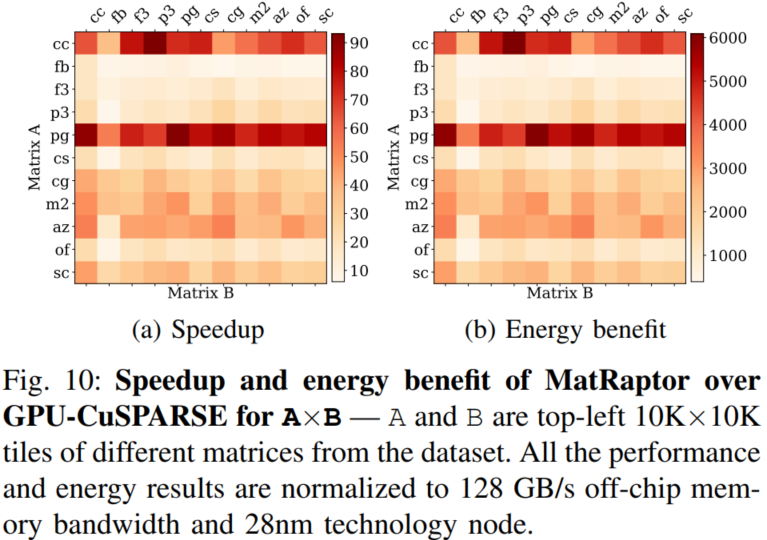 cc fb f3 p3 pg cs cg m2 az of sc
cc
fb
f3
p3
pg
cs
cg
m2
az
of
sc
Matrix A
Matrix B
90
80
70
60
50
40
30
20
10
(a) Speedup
cc fb f3 p3 pg cs cg m2 az of sc
cc
fb
f3
p3
pg
cs
cg
m2
az
of
sc
Matrix A
Matrix B
6000
5000
4000
3000
2000
1000
(b) Energy benefit
Fig. 10: Speedup and energy benefit of MatRaptor over
GPU-CuSPARSE for A×B — A and B are top-left 10K×10K
tiles of different matrices from the dataset. All the performance
and energy results are normalized to 128 GB/s off-chip mem-
ory bandwidth and 28nm technology node.